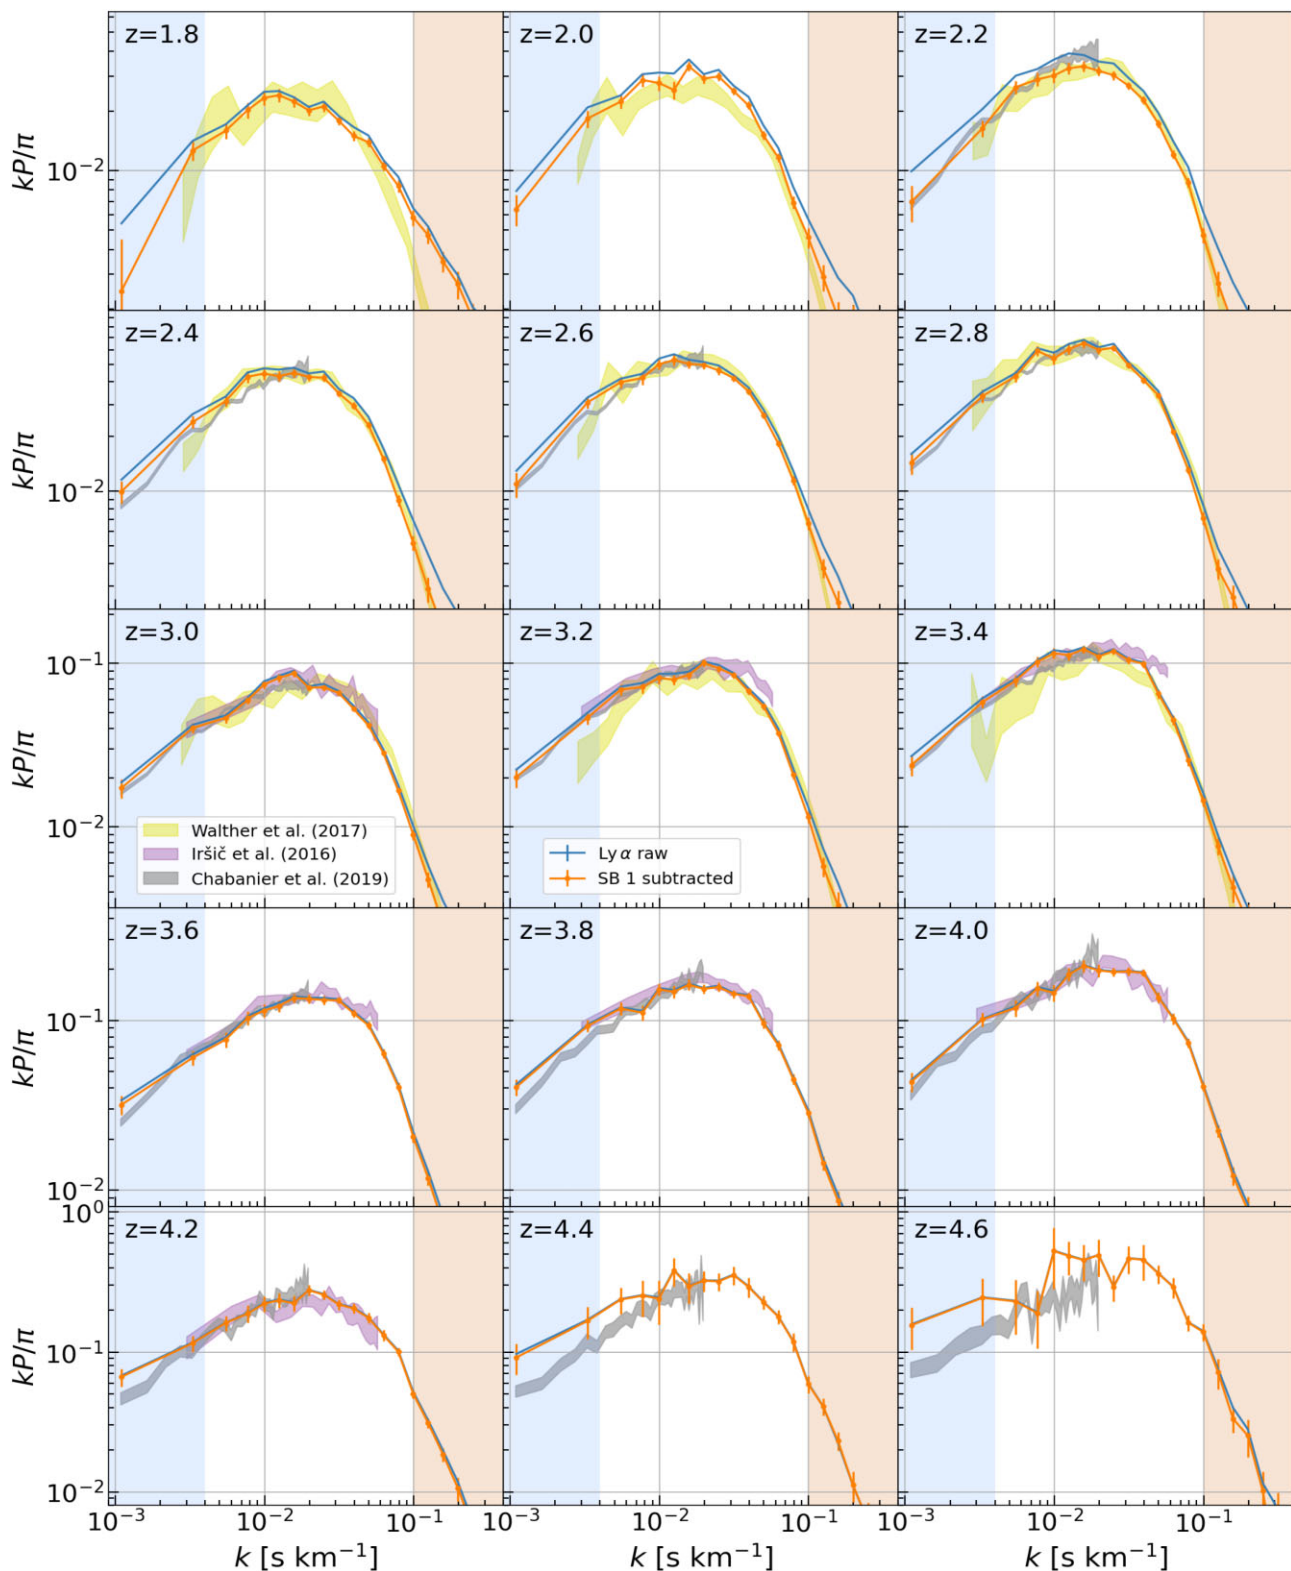 z=1.8 z=2.0 z=2.2
kP/π
10⁻²
z=2.4 z=2.6 z=2.8
kP/π
10⁻²
z=3.0 z=3.2 z=3.4
10⁻¹
kP/π
10⁻²
Walther et al. (2017)
Iršič et al. (2016)
Chabanier et al. (2019)
Ly α raw
SB 1 subtracted
z=3.6 z=3.8 z=4.0
10⁻¹
kP/π
10⁻²
10⁰
z=4.2 z=4.4 z=4.6
kP/π
10⁻¹
10⁻²
10⁻³ 10⁻² 10⁻¹ 10⁻³ 10⁻² 10⁻¹ 10⁻³ 10⁻² 10⁻¹
k [s km⁻¹] k [s km⁻¹] k [s km⁻¹]